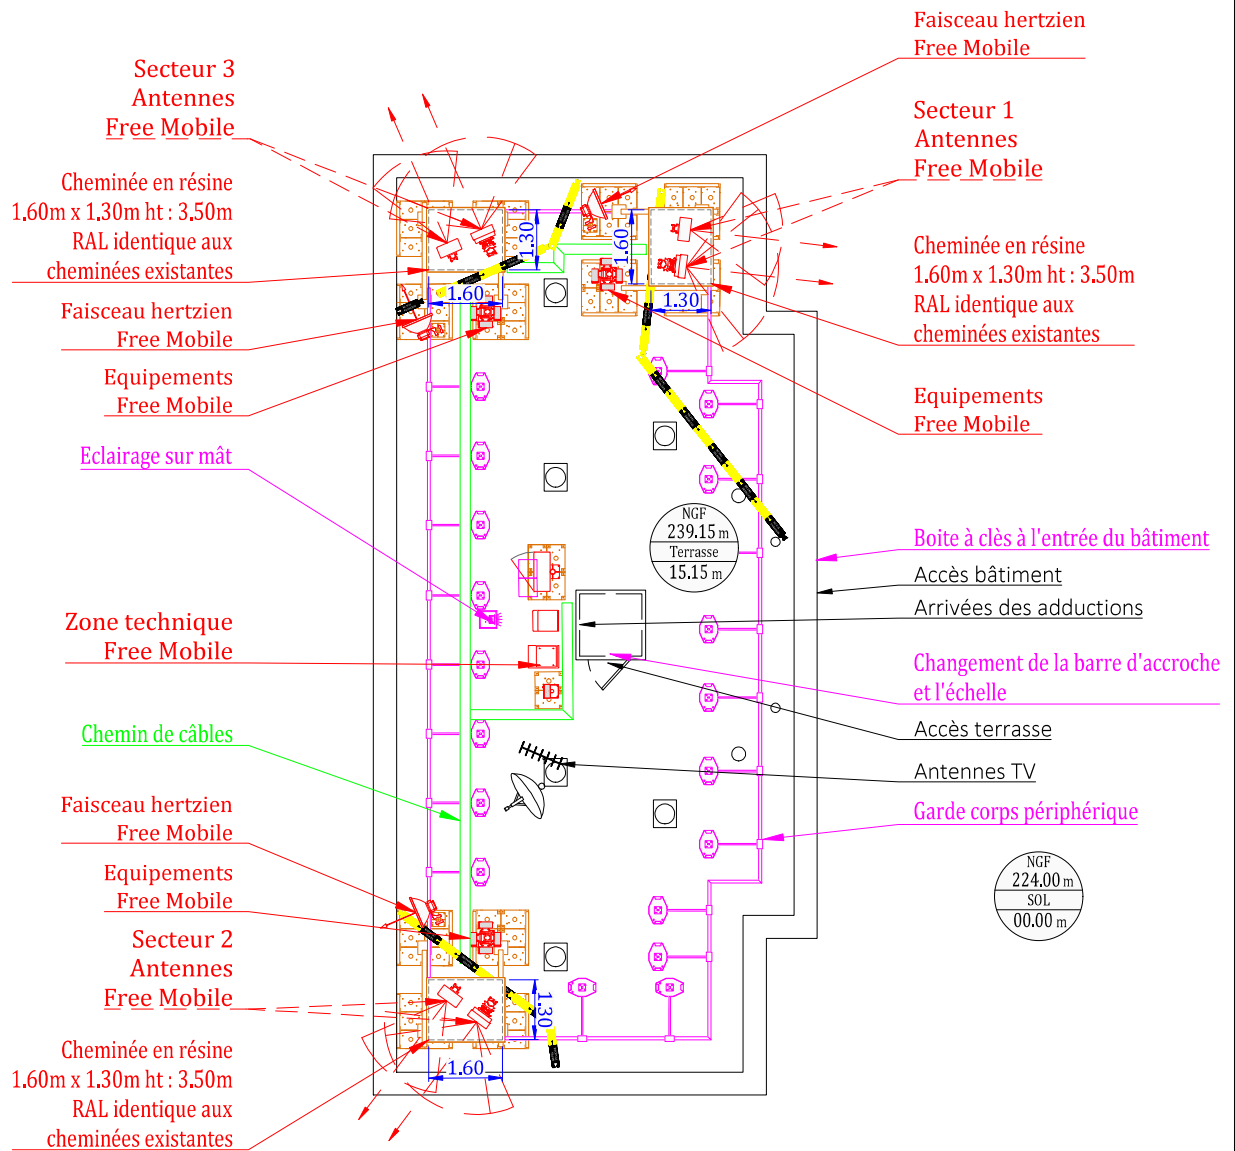 Faisceau hertzien
Free Mobile
Secteur 3
Antennes
Free Mobile
Secteur 1
Antennes
Free Mobile
Cheminée en résine
1.60m x 1.30m ht : 3.50m
RAL identique aux
cheminées existantes
Cheminée en résine
1.60m x 1.30m ht : 3.50m
RAL identique aux
cheminées existantes
1.30
1.60
1.60
1.30
Faisceau hertzien
Free Mobile
Equipements
Free Mobile
Equipements
Free Mobile
Eclairage sur mât
NGF
239.15 m
Terrasse
15.15 m
Boite à clès à l'entrée du bâtiment
Accès bâtiment
Arrivées des adductions
Zone technique
Free Mobile
Changement de la barre d'accroche
et l'échelle
Accès terrasse
Chemin de câbles
Antennes TV
Faisceau hertzien
Free Mobile
Garde corps périphérique
Equipements
Free Mobile
NGF
224.00 m
SOL
00.00 m
Secteur 2
Antennes
Free Mobile
1.30
1.60
Cheminée en résine
1.60m x 1.30m ht : 3.50m
RAL identique aux
cheminées existantes